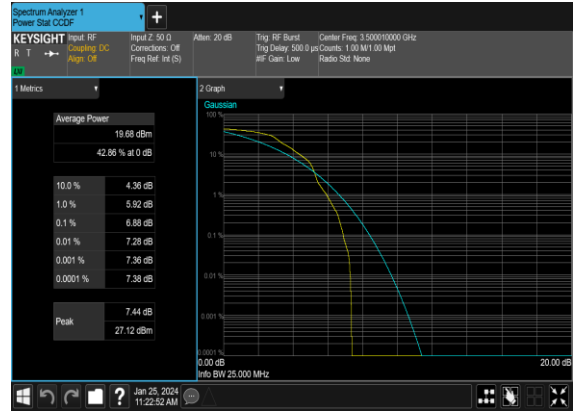 Spectrum Analyzer 1
Power Stat CCDF
KEYSIGHT
R T
LXI
Input: RF
Coupling: DC
Align: Off
Input Z: 50 Ω
Corrections: Off
Freq Ref: Int (S)
Atten: 20 dB
Trig: RF Burst
Trig Delay: 500.0 µs
#IF Gain: Low
Center Freq: 3.500010000 GHz
Counts: 1.00 M/1.00 Mpt
Radio Std: None
1 Metrics
Average Power
19.68 dBm
42.86 % at 0 dB
10.0 % 4.36 dB
1.0 % 5.92 dB
0.1 % 6.88 dB
0.01 % 7.28 dB
0.001 % 7.36 dB
0.0001 % 7.38 dB
Peak
7.44 dB
27.12 dBm
2 Graph
Gaussian
100 %
10 %
1 %
0.1 %
0.01 %
0.001 %
0.0001 %
0.00 dB 20.00 dB
Info BW 25.000 MHz
?
Jan 25, 2024
11:22:52 AM